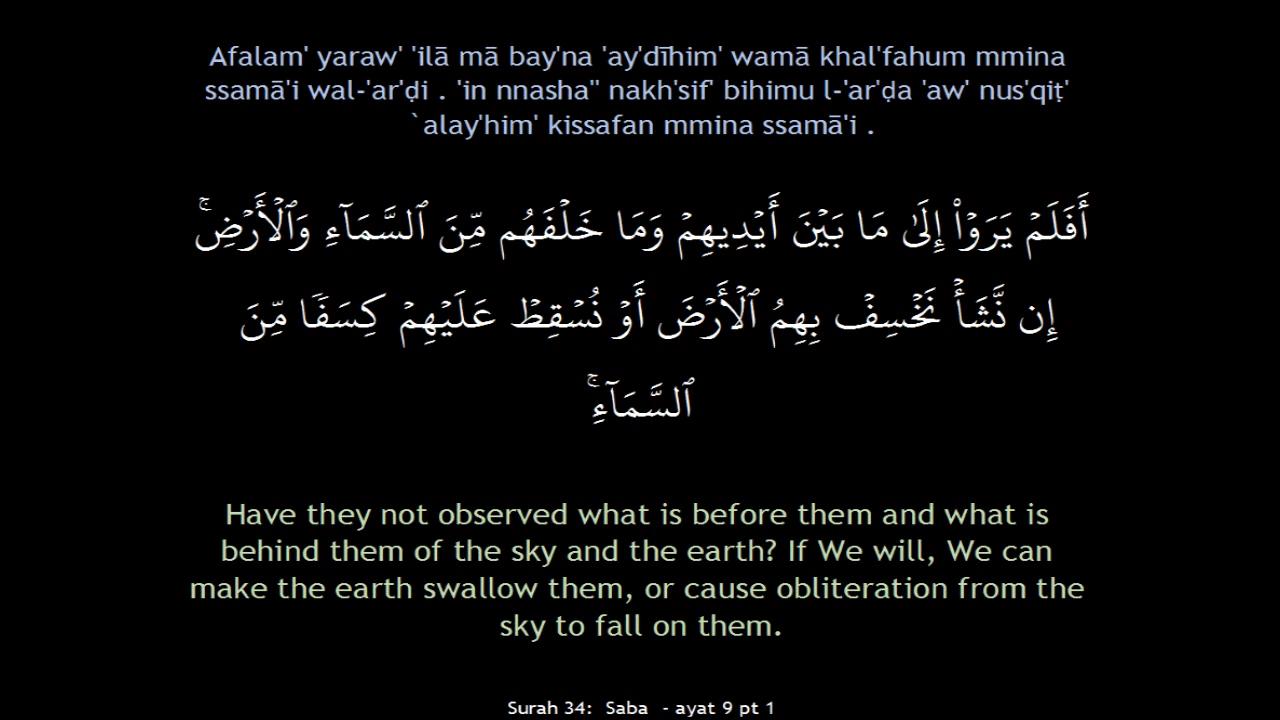 Afalam' yaraw' 'ilā mā bay'na 'ay'dīhim' wamā khal'fahum mmina
ssamā'i wal-'ar'ḍi . 'in nnasha'' nakh'sif' bihimu l-'ar'ḍa 'aw' nus'qiṭ'
`alay'him' kissafan mmina ssamā'i .
أَفَلَمۡ يَرَوۡاْ إِلَىٰ مَا بَيۡنَ أَيۡدِيهِمۡ وَمَا خَلۡفَهُم مِّنَ ٱلسَّمَآءِ وَٱلۡأَرۡضِۚ
إِن نَّشَأۡ نَخۡسِفۡ بِهِمُ ٱلۡأَرۡضَ أَوۡ نُسۡقِطۡ عَلَيۡهِمۡ كِسَفٗا مِّنَ
ٱلسَّمَآءِۚ
Have they not observed what is before them and what is
behind them of the sky and the earth? If We will, We can
make the earth swallow them, or cause obliteration from the
sky to fall on them.
Surah 34:  Saba  - ayat 9 pt 1